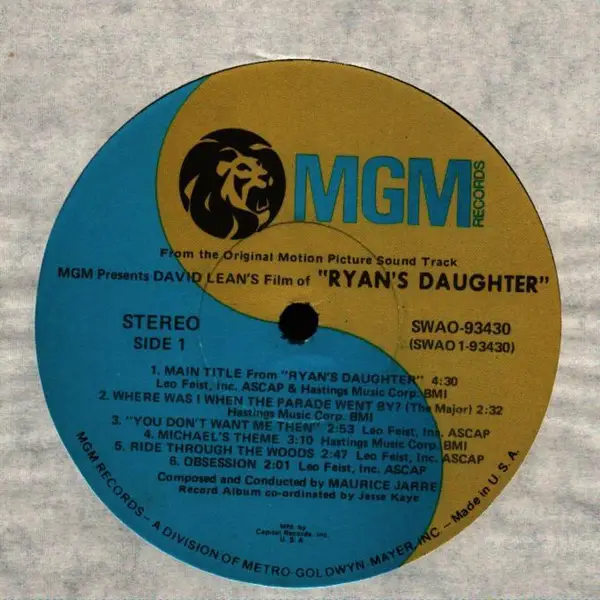 MGM
RECORDS
From the Original Motion Picture Sound Track
MGM Presents DAVID LEAN'S Film of "RYAN'S DAUGHTER"
STEREO
SIDE 1
SWAO-93430
(SWAO 1-93430)
1. MAIN TITLE From "RYAN'S DAUGHTER" 4:30
Leo Feist, Inc. ASCAP & Hastings Music Corp. BMI
2. WHERE WAS I WHEN THE PARADE WENT BY? (The Major) 2:32
Hastings Music Corp. BMI
3. "YOU DON'T WANT ME THEN" 2:53 Leo Feist, Inc. ASCAP
4. MICHAEL'S THEME 3:10 Hastings Music Corp. BMI
5. RIDE THROUGH THE WOODS 2:47 Leo Feist, Inc. ASCAP
6. OBSESSION 2:01 Leo Feist, Inc. ASCAP
Composed and Conducted by MAURICE JARRE
Record Album co-ordinated by Jesse Kaye
Mfd. by
Capitol Records, Inc.
U.S.A
MGM RECORDS – A DIVISION OF METRO-GOLDWYN-MAYER, INC. – Made in U.S.A.